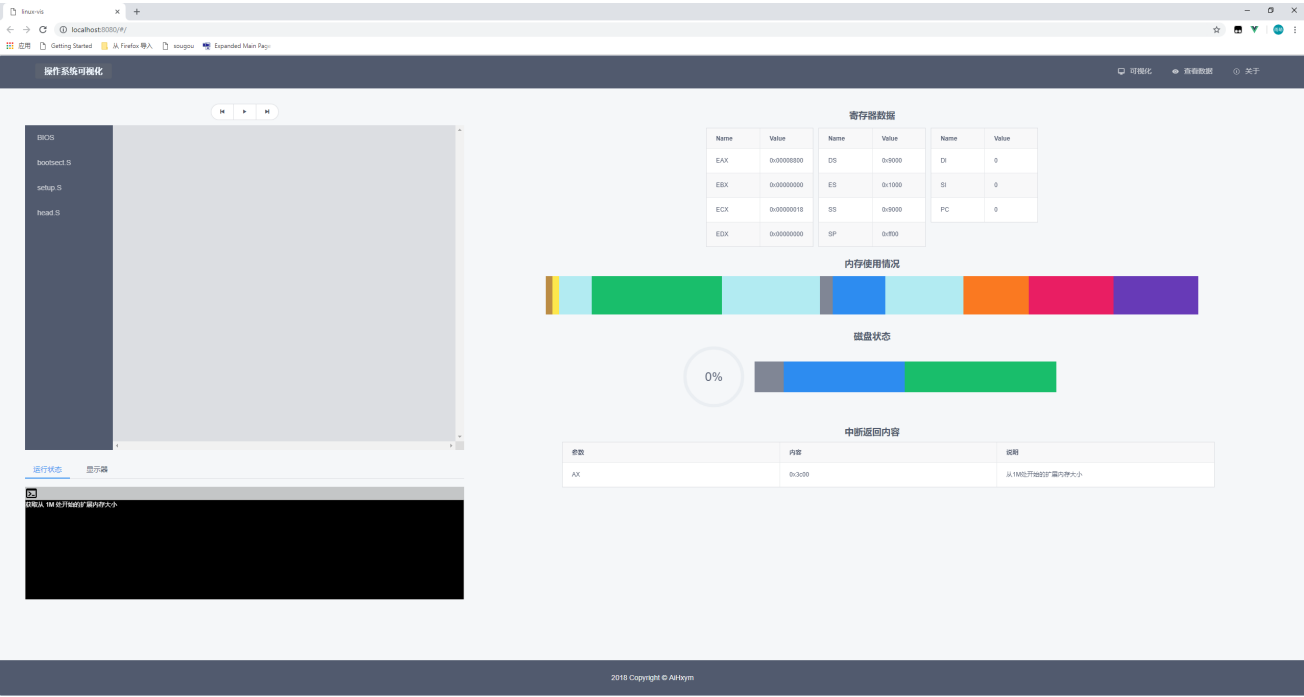 linux-vis
localhost:8080/#/
应用 Getting Started 从 Firefox 导入 sougou Expanded Main Page
操作系统可视化 可视化 查看数据 关于
BIOS
bootsect.S
setup.S
head.S
运行状态 显示器
获取从 1M 处开始的扩展内存大小
寄存器数据
Name Value Name Value Name Value
EAX 0x00008800 DS 0x9000 DI 0
EBX 0x00000000 ES 0x1000 SI 0
ECX 0x00000018 SS 0x9000 PC 0
EDX 0x00000000 SP 0xff00
内存使用情况
磁盘状态
0%
中断返回内容
参数 内容 说明
AX 0x3c00 从1M处开始的扩展内存大小
2018 Copyright © AiHxym